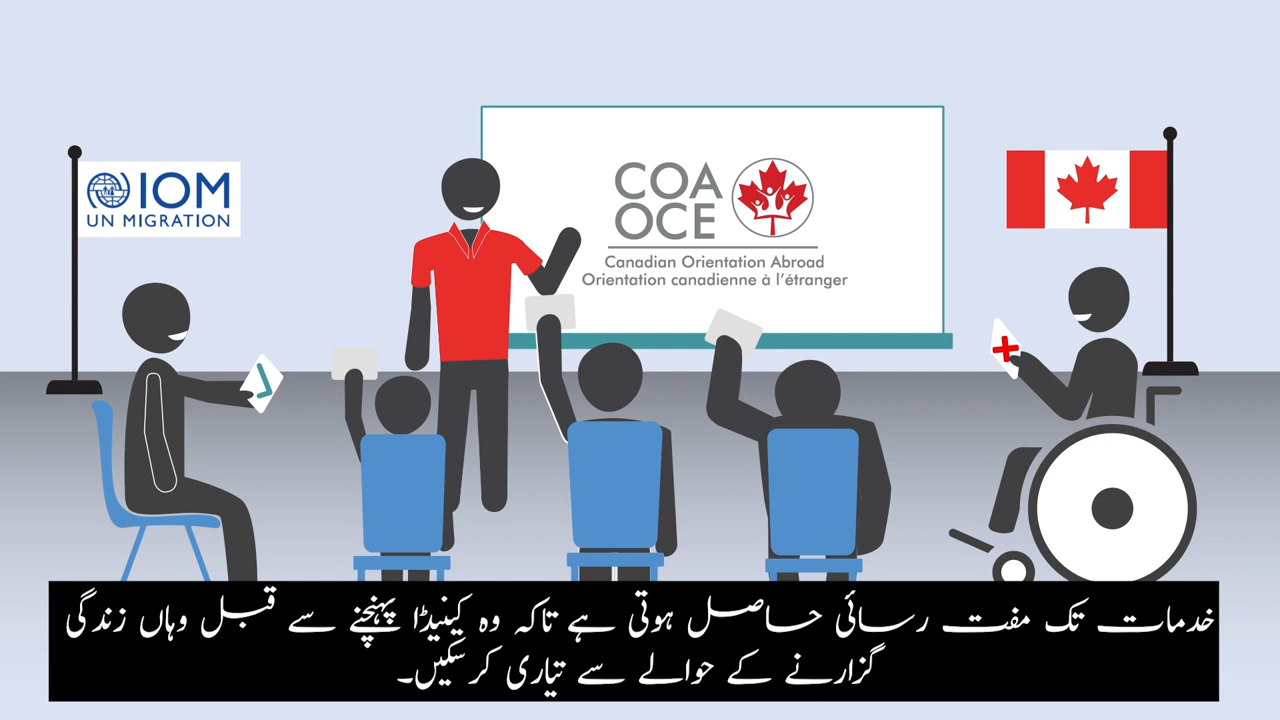 IOM
UN MIGRATION
COA
OCE
Canadian Orientation Abroad
Orientation canadienne à l'étranger
خدمات تک مفت رسائی حاصل ہوتی ہے تاکہ وہ کینیڈا پہنچنے سے قبل وہاں زندگی
گزارنے کے حوالے سے تیاری کر سکیں۔